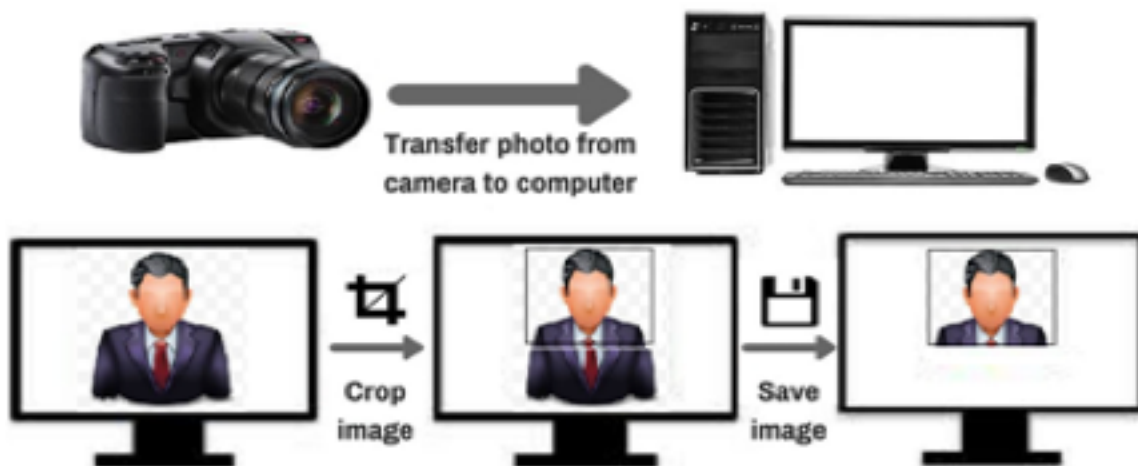 Transfer photo from
camera to computer
Crop
image
Save
image